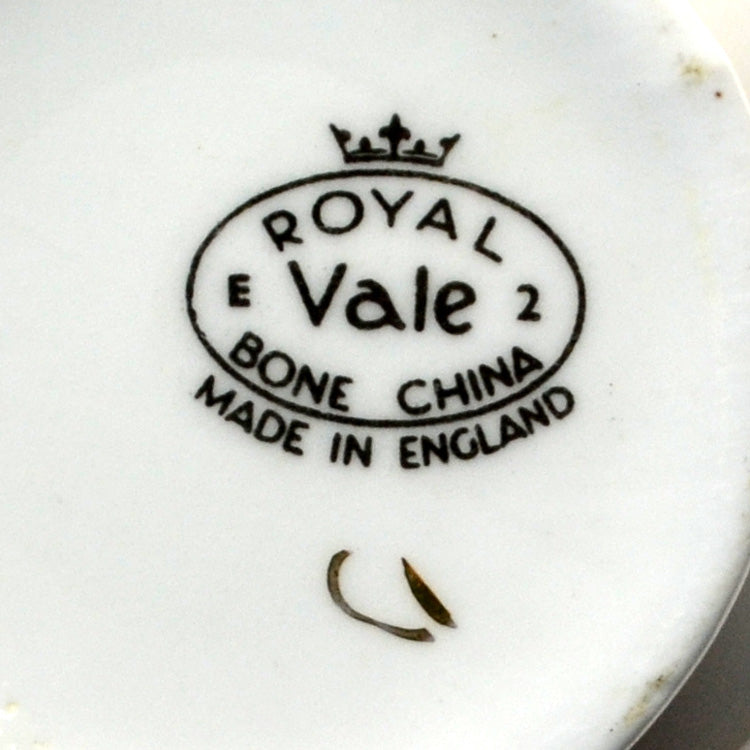 ROYAL
E Vale 2
BONE CHINA
MADE IN ENGLAND